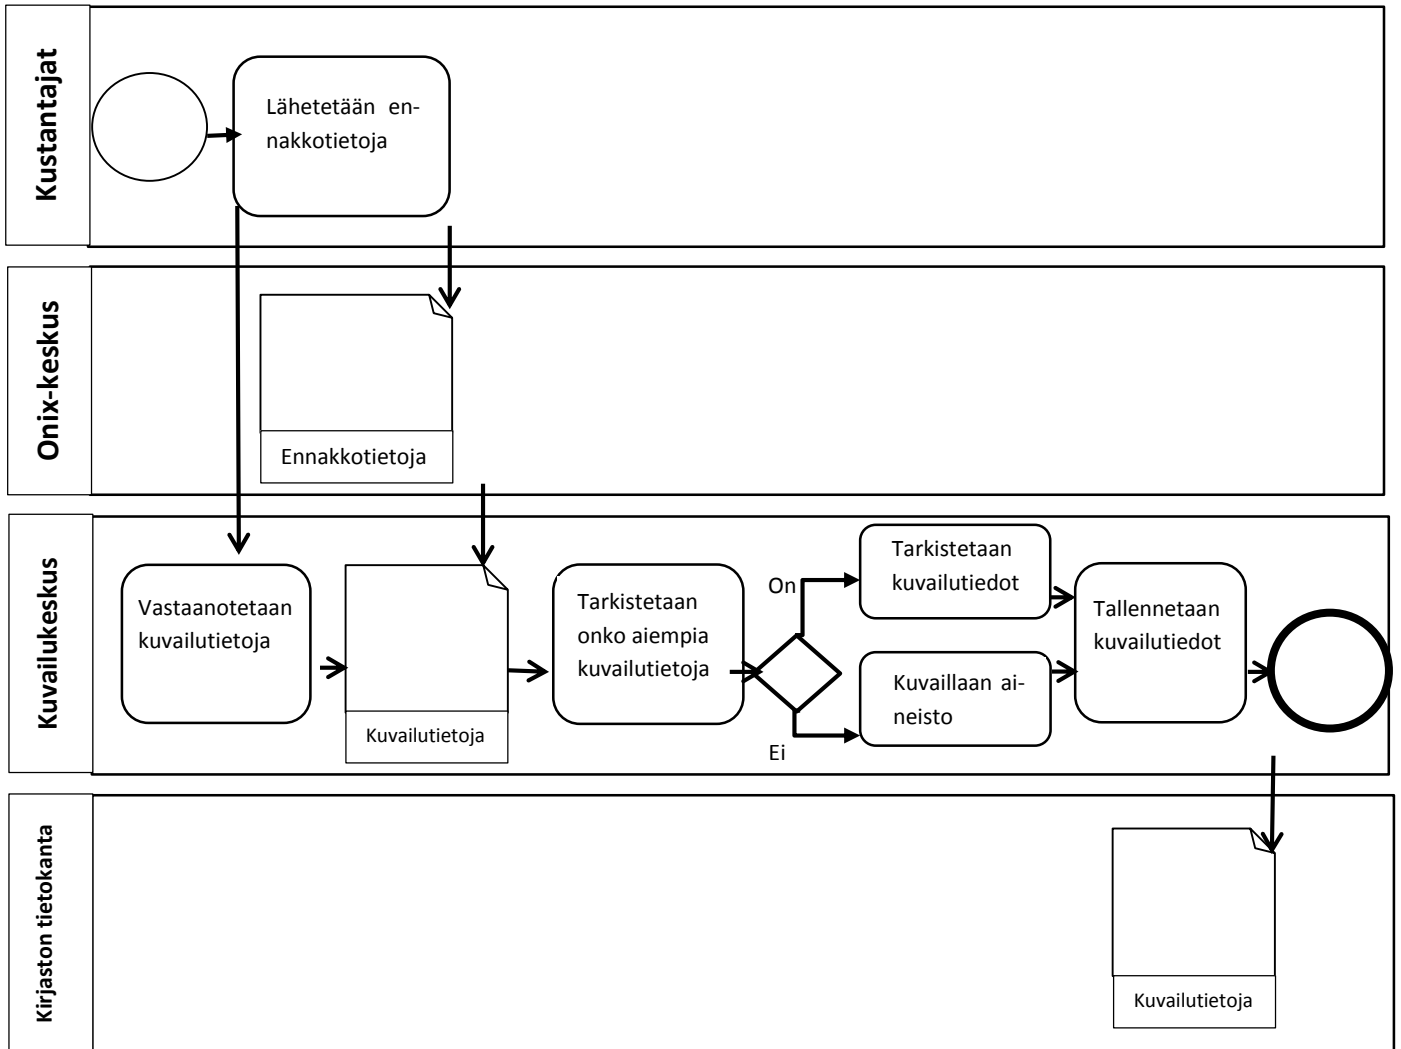 Kustantajat
Lähetetään en-
nakkotietoja
Onix-keskus
Ennakkotietoja
Kuvailukeskus
Vastaanotetaan
kuvailutietoja
Kuvailutietoja
Tarkistetaan
onko aiempia
kuvailutietoja
On
Ei
Tarkistetaan
kuvailutiedot
Kuvaillaan ai-
neisto
Tallennetaan
kuvailutiedot
Kirjaston tietokanta
Kuvailutietoja